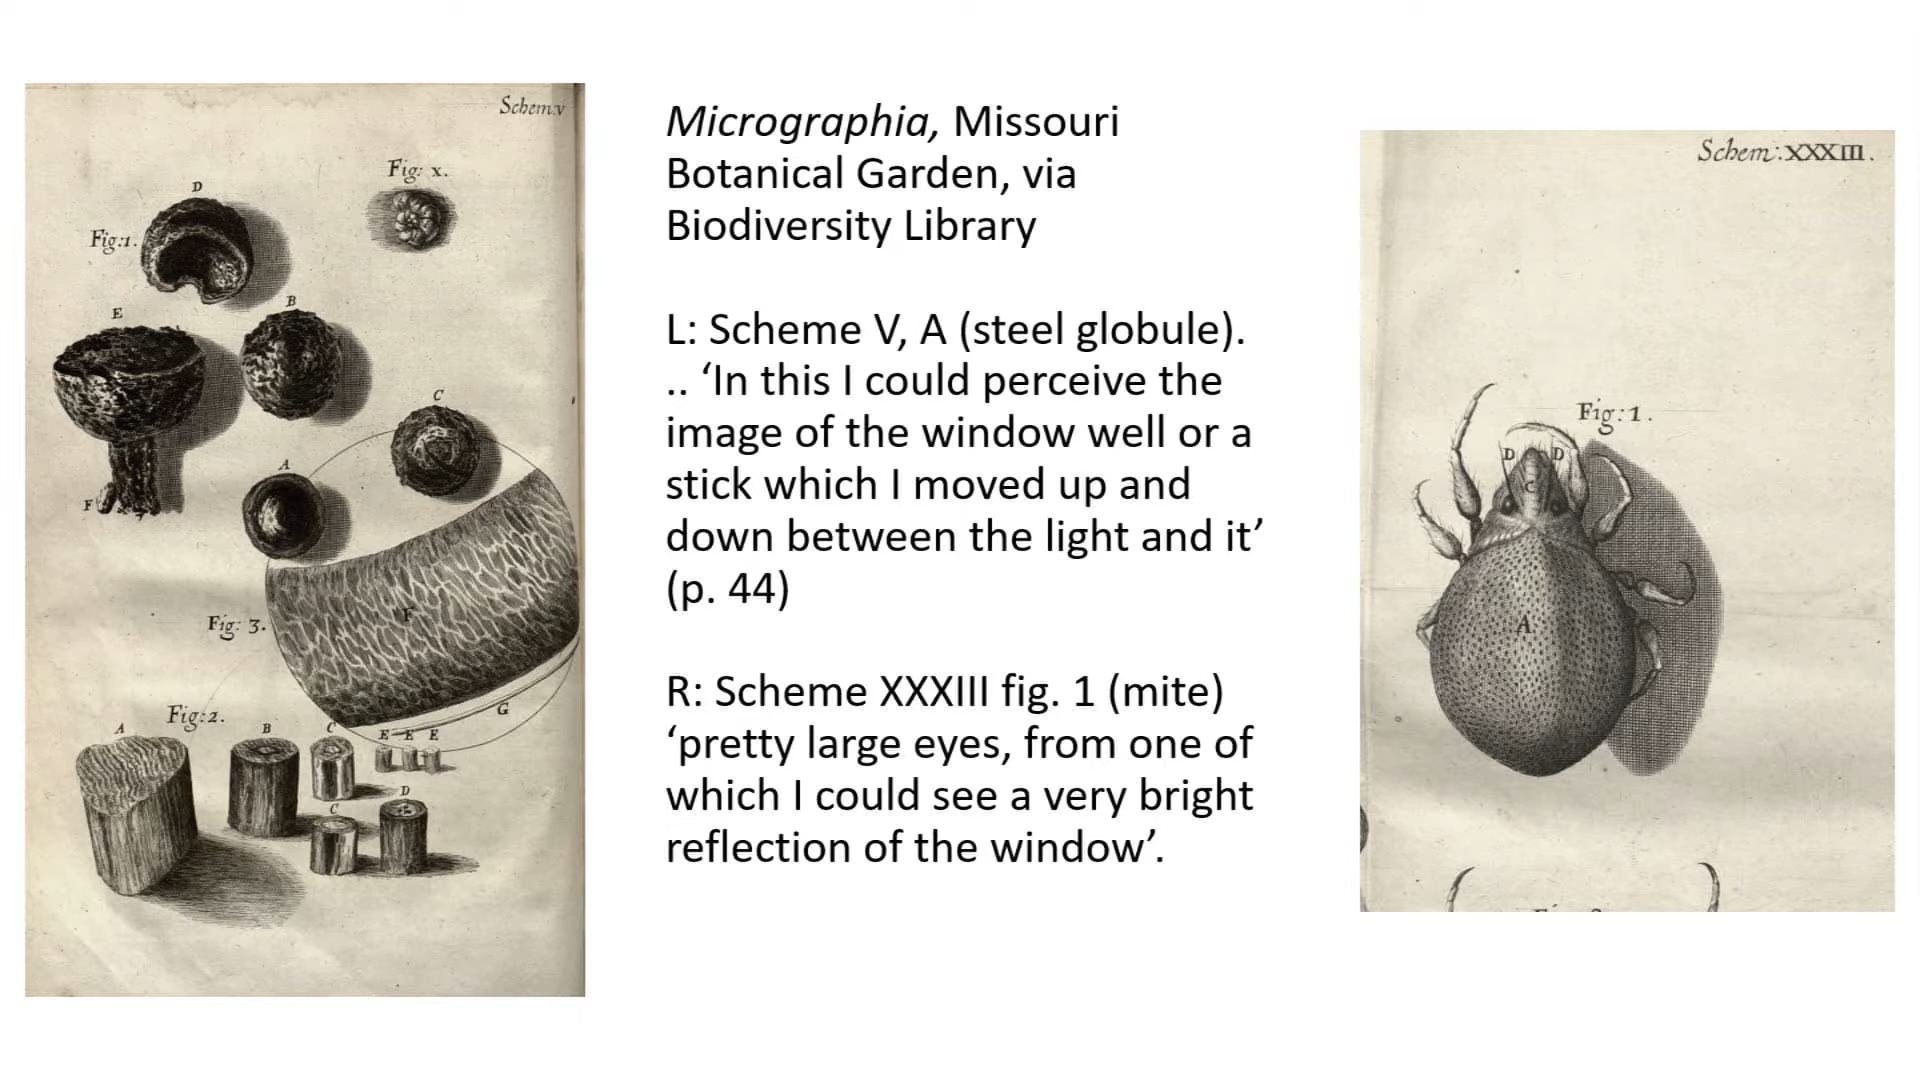 Schem:v
Fig: x.
D
Fig:1.
B
E
C
A
F
F
Fig: 3.
G
Fig:2.
A
B
C
E E E
D
C
Micrographia, Missouri
Botanical Garden, via
Biodiversity Library
L: Scheme V, A (steel globule).
.. ‘In this I could perceive the
image of the window well or a
stick which I moved up and
down between the light and it’
(p. 44)
R: Scheme XXXIII fig. 1 (mite)
‘pretty large eyes, from one of
which I could see a very bright
reflection of the window’.
Schem: XXXIII.
Fig: 1.
D D
C
A